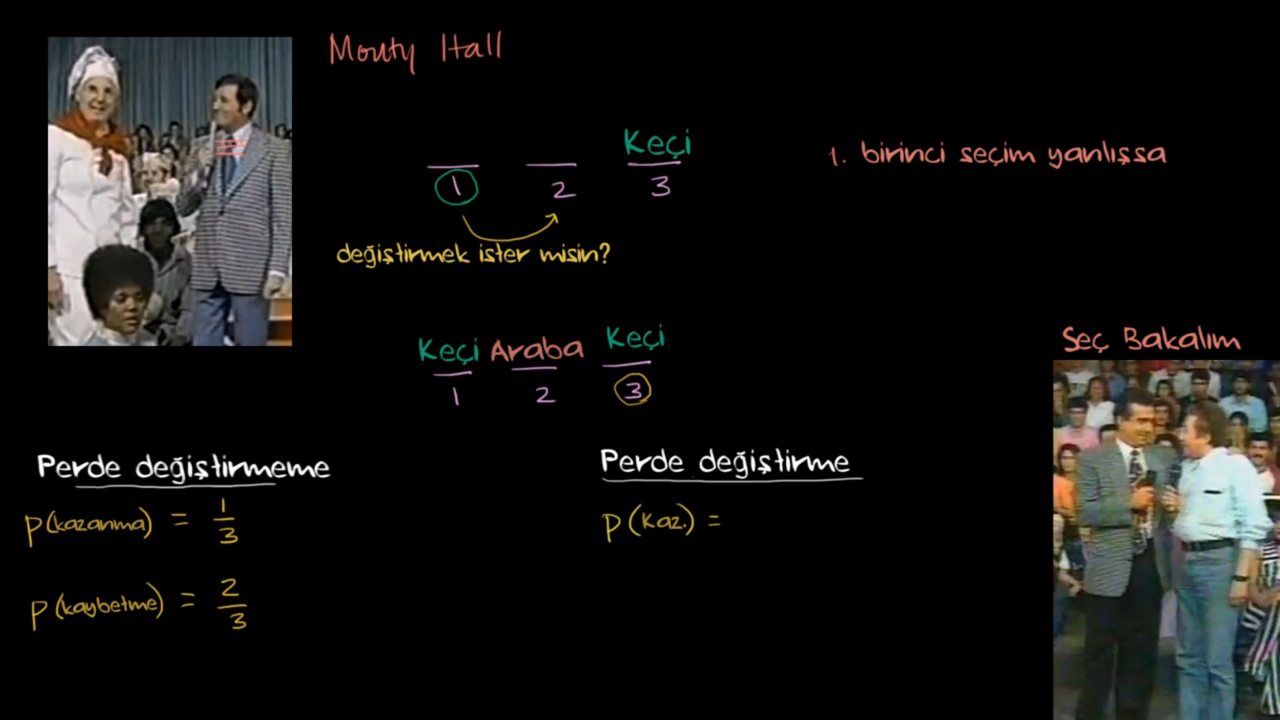 Monty Hall
Keçi
1 2 3
değiştirmek ister misin?
1. birinci seçim yanlışsa
Keçi Araba Keçi
1 2 3
Seç Bakalım
Perde değiştirmeme
p(kazanma) = 1/3
p(kaybetme) = 2/3
Perde değiştirme
p(kaz.) =